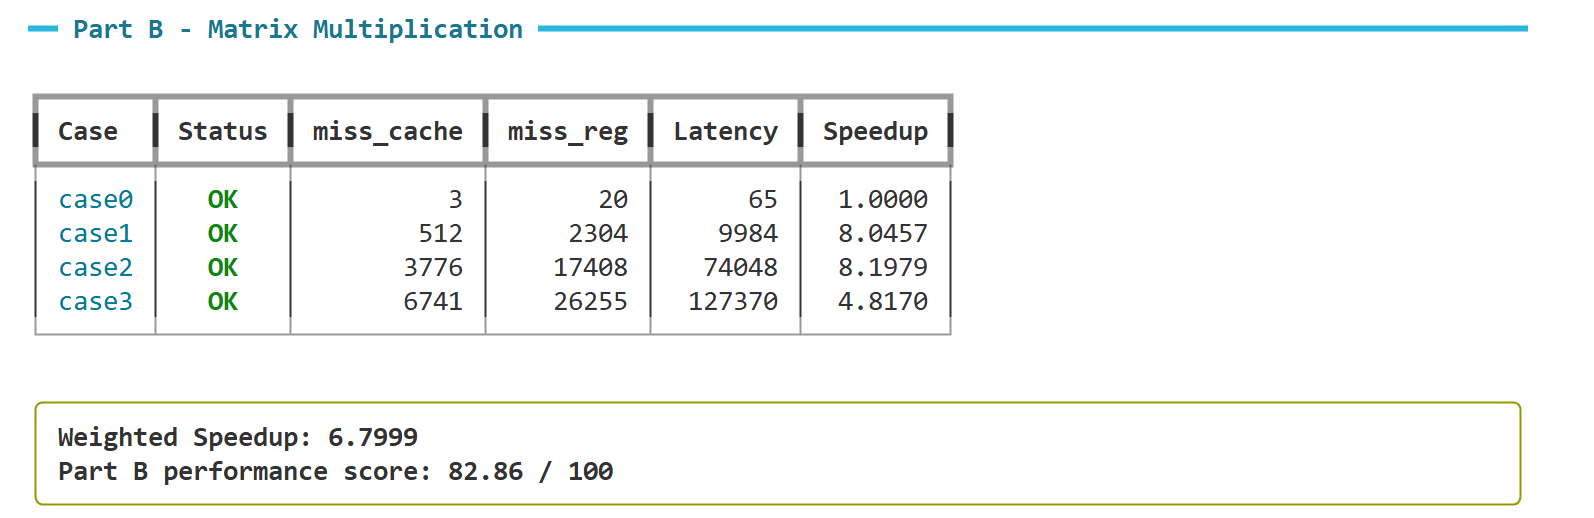 Part B - Matrix Multiplication
Case Status miss_cache miss_reg Latency Speedup
case0 OK 3 20 65 1.0000
case1 OK 512 2304 9984 8.0457
case2 OK 3776 17408 74048 8.1979
case3 OK 6741 26255 127370 4.8170
Weighted Speedup: 6.7999
Part B performance score: 82.86 / 100